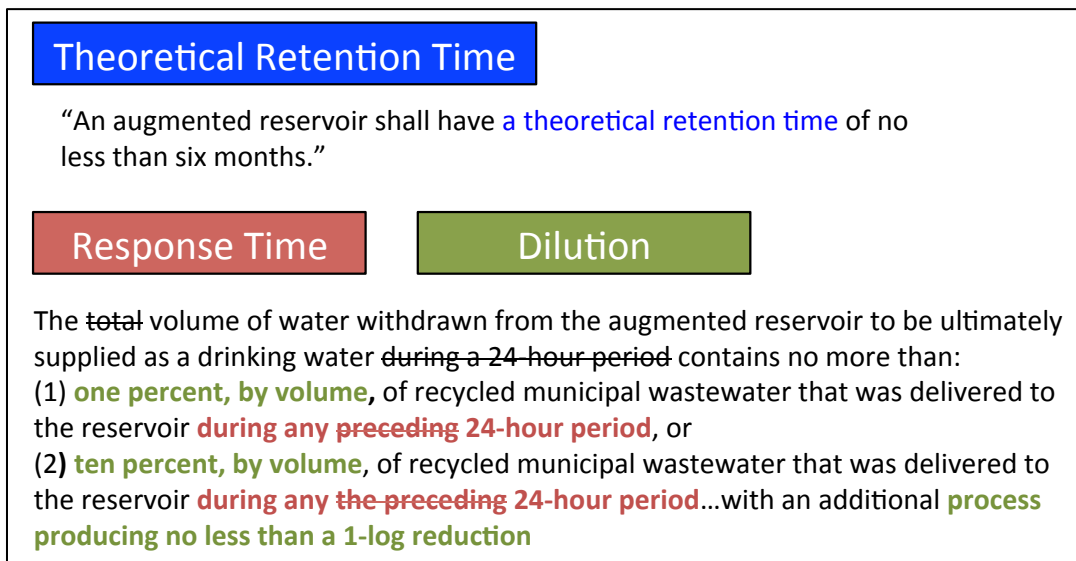 Theoretical Retention Time
“An augmented reservoir shall have a theoretical retention time of no
less than six months.”
Response Time
Dilution
The total volume of water withdrawn from the augmented reservoir to be ultimately
supplied as a drinking water during a 24-hour period contains no more than:
(1) one percent, by volume, of recycled municipal wastewater that was delivered to
the reservoir during any preceding 24-hour period, or
(2) ten percent, by volume, of recycled municipal wastewater that was delivered to
the reservoir during any the preceding 24-hour period…with an additional process
producing no less than a 1-log reduction